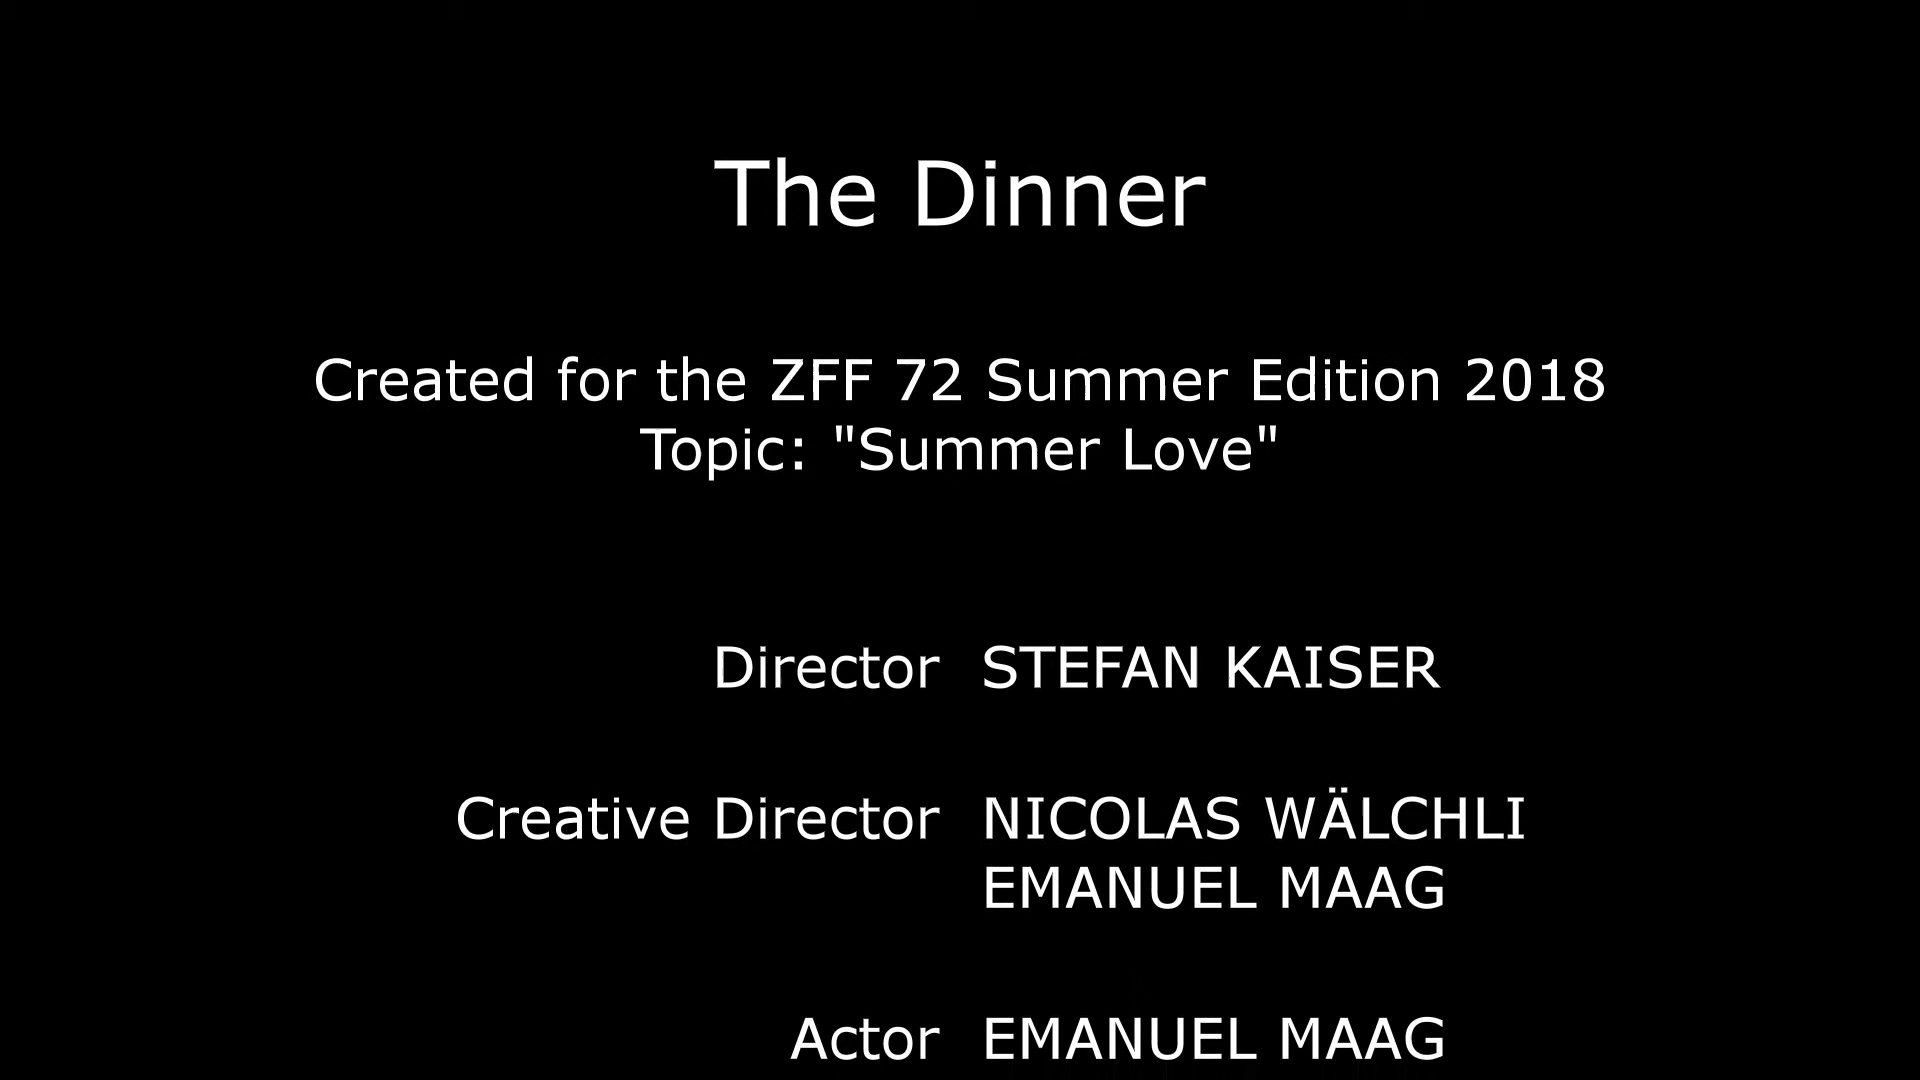 The Dinner
Created for the ZFF 72 Summer Edition 2018
Topic: "Summer Love"
Director STEFAN KAISER
Creative Director NICOLAS WÄLCHLI
EMANUEL MAAG
Actor EMANUEL MAAG